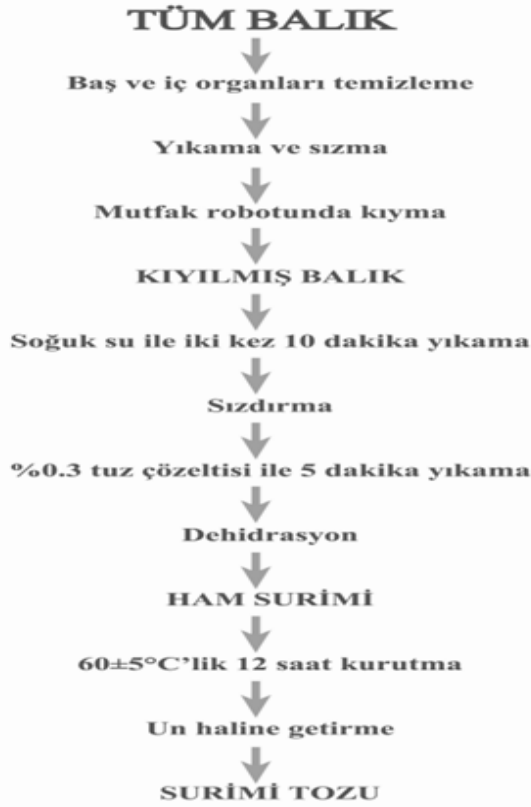 TÜM BALIK
Baş ve iç organları temizleme
Yıkama ve sızma
Mutfak robotunda kıyma
KIYILMIŞ BALIK
Soğuk su ile iki kez 10 dakika yıkama
Sızdırma
%0.3 tuz çözeltisi ile 5 dakika yıkama
Dehidrasyon
HAM SURİMİ
60±5°C’lik 12 saat kurutma
Un haline getirme
SURİMİ TOZU